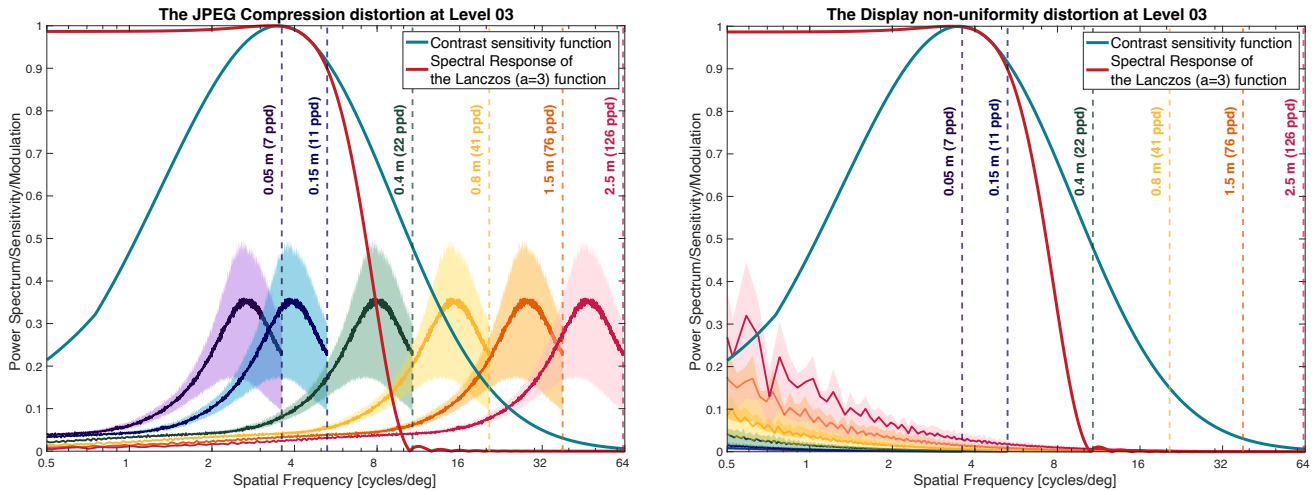 The JPEG Compression distortion at Level 03
Power Spectrum/Sensitivity/Modulation
1
0.9
0.8
0.7
0.6
0.5
0.4
0.3
0.2
0.1
0
Contrast sensitivity function
Spectral Response of
the Lanczos (a=3) function
0.05 m (7 ppd)
0.15 m (11 ppd)
0.4 m (22 ppd)
0.8 m (41 ppd)
1.5 m (76 ppd)
2.5 m (126 ppd)
0.5 1 2 4 8 16 32 64
Spatial Frequency [cycles/deg]
The Display non-uniformity distortion at Level 03
Power Spectrum/Sensitivity/Modulation
1
0.9
0.8
0.7
0.6
0.5
0.4
0.3
0.2
0.1
0
Contrast sensitivity function
Spectral Response of
the Lanczos (a=3) function
0.05 m (7 ppd)
0.15 m (11 ppd)
0.4 m (22 ppd)
0.8 m (41 ppd)
1.5 m (76 ppd)
2.5 m (126 ppd)
0.5 1 2 4 8 16 32 64
Spatial Frequency [cycles/deg]